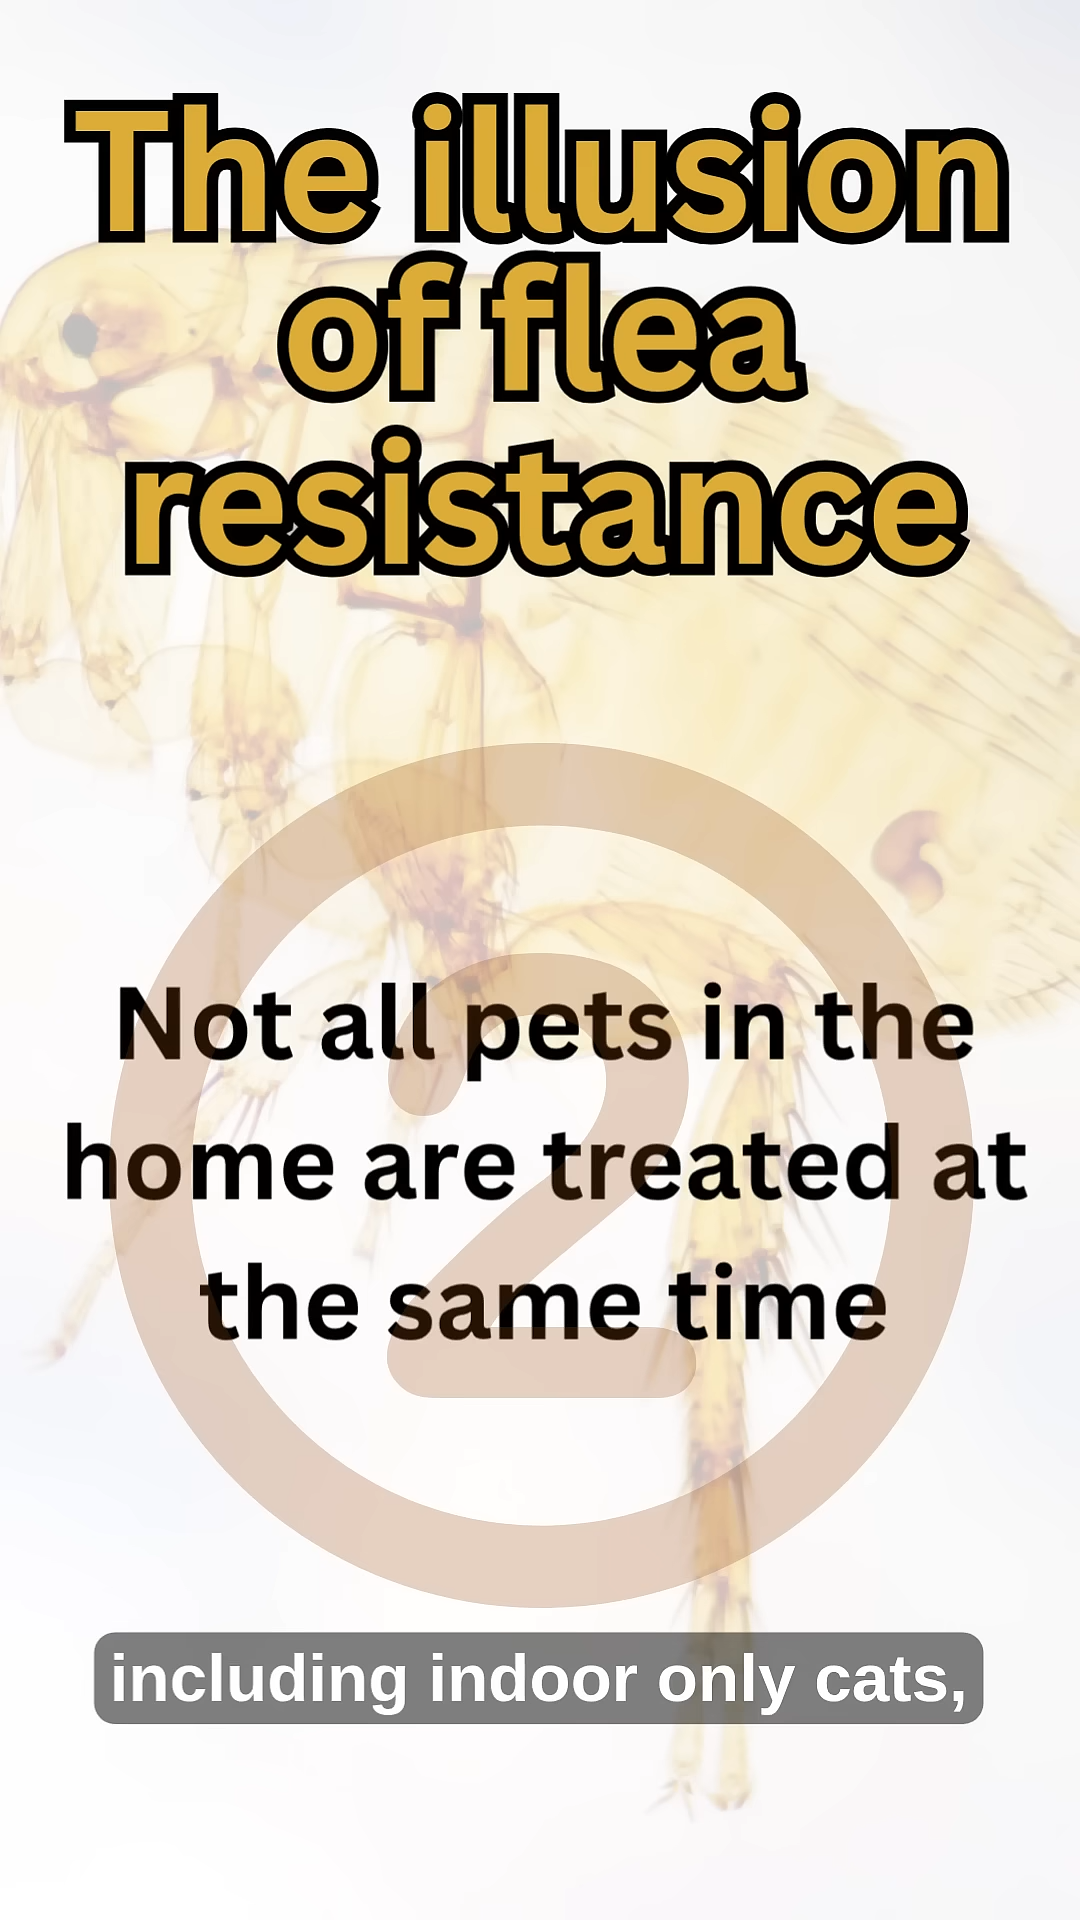 The illusion
of flea
resistance
2
Not all pets in the
home are treated at
the same time
including indoor only cats,